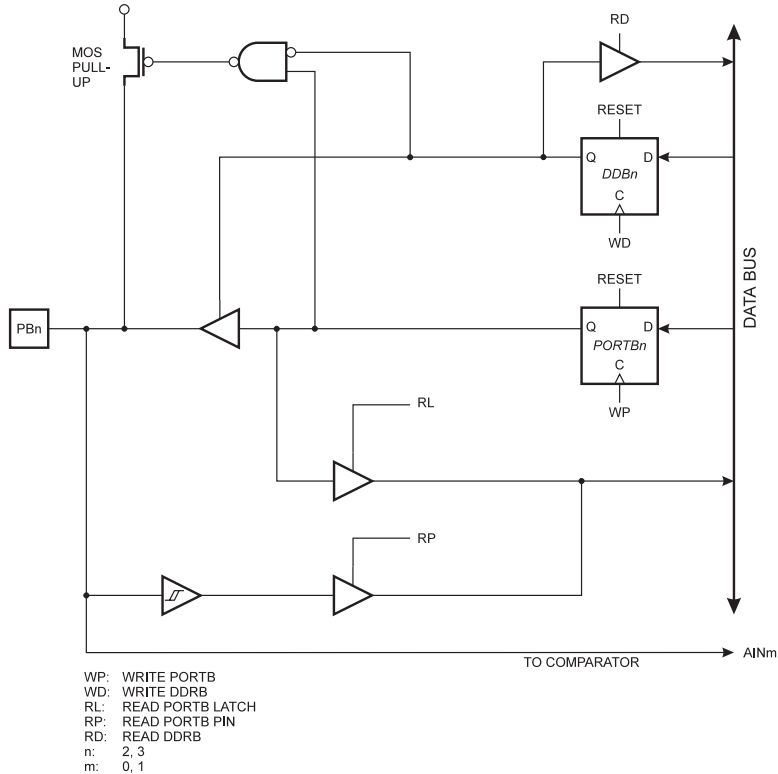 RD
MOS
PULL-
UP
RESET
Q
D
DDBn
C
WD
RESET
DATA BUS
PBn
Q
D
PORTBn
C
WP
RL
RP
TO COMPARATOR
AINm
WP: WRITE PORTB
WD: WRITE DDRB
RL: READ PORTB LATCH
RP: READ PORTB PIN
RD: READ DDRB
n: 2, 3
m: 0, 1